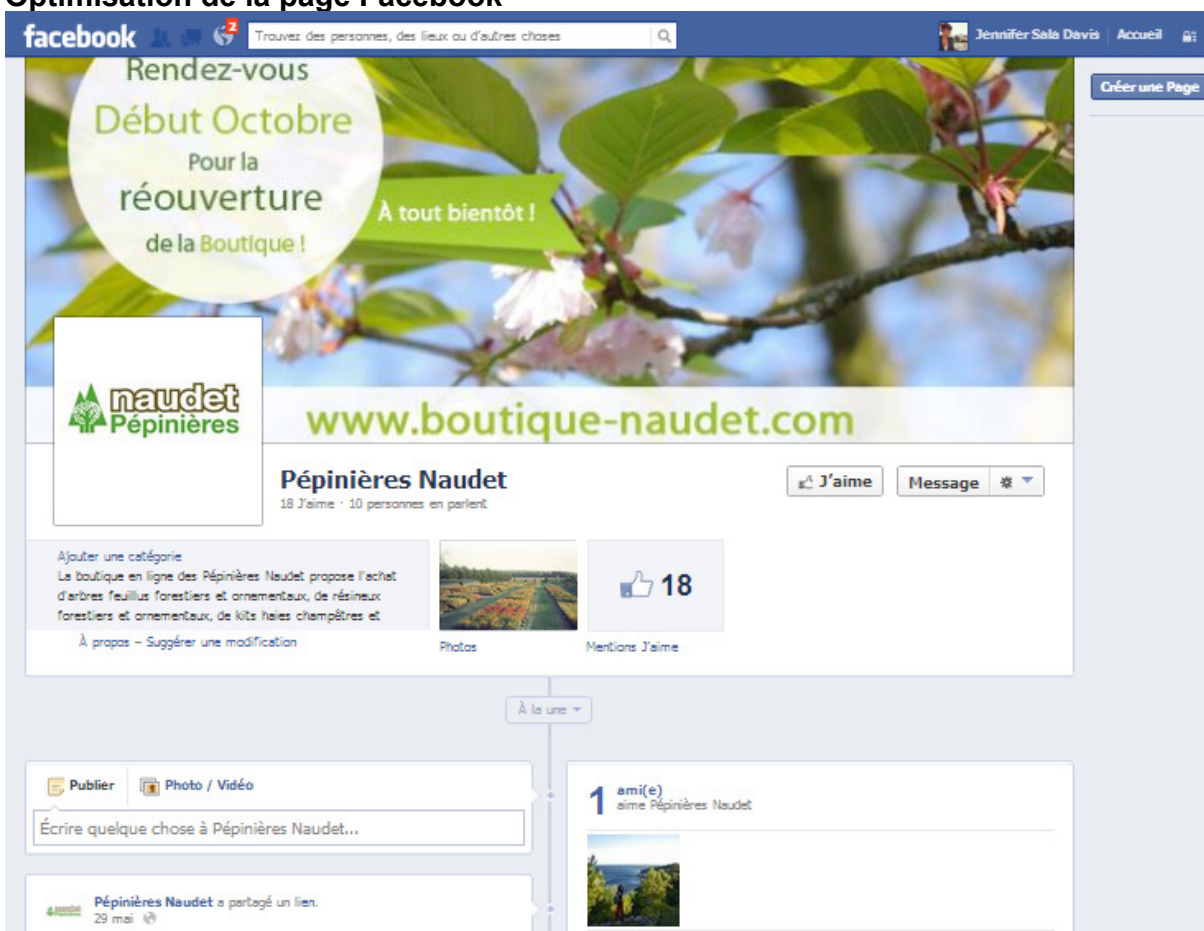 Optimisation de la page Facebook
facebook
2
Trouvez des personnes, des lieux ou d'autres choses
Jennifer Sala Davis
Accueil
Créer une Page
Rendez-vous
Début Octobre
Pour la
réouverture
de la Boutique !
À tout bientôt !
naudet
Pépinières
www.boutique-naudet.com
Pépinières Naudet
18 J'aime · 10 personnes en parlent
J'aime
Message
Ajouter une catégorie
La boutique en ligne des Pépinières Naudet propose l'achat
d'arbres feuillus forestiers et ornementaux, de résineux
forestiers et ornementaux, de kits haies champêtres et
À propos – Suggérer une modification
Photos
18
Mentions J'aime
À la une
Publier
Photo / Vidéo
Écrire quelque chose à Pépinières Naudet...
1 ami(e)
aime Pépinières Naudet
Pépinières Naudet a partagé un lien.
29 mai